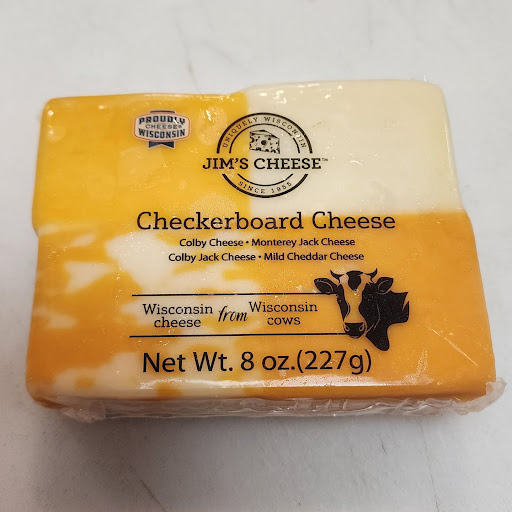 PROUDLY
WISCONSIN
CHEESE®
UNIQUELY WISCONSIN
JIM'S CHEESE™
SINCE 1955
Checkerboard Cheese
Colby Cheese • Monterey Jack Cheese
Colby Jack Cheese • Mild Cheddar Cheese
Wisconsin cheese from Wisconsin cows
Net Wt. 8 oz.(227g)